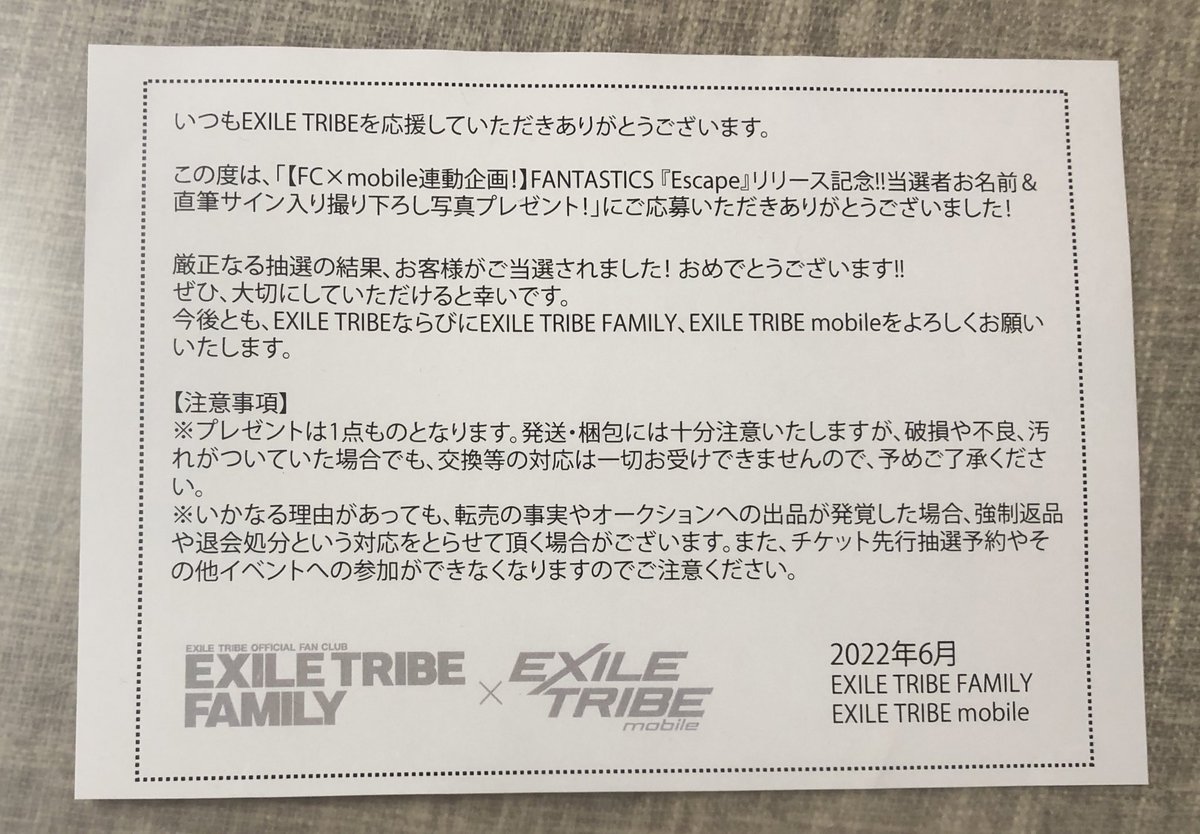 いつもEXILE TRIBEを応援していただきありがとうございます。
この度は、「【FC×mobile連動企画!】FANTASTICS『Escape』リリース記念!!当選者お名前&
直筆サイン入り撮り下ろし写真プレゼント!」にご応募いただきありがとうございました!
厳正なる抽選の結果、お客様がご当選されました! おめでとうございます!!
ぜひ、大切にしていただけると幸いです。
今後とも、EXILE TRIBEならびにEXILE TRIBE FAMILY、EXILE TRIBE mobileをよろしくお願い
いたします。
【注意事項】
※プレゼントは1点ものとなります。発送・梱包には十分注意いたしますが、破損や不良、汚
れがついていた場合でも、交換等の対応は一切お受けできませんので、予めご了承くださ
い。
※いかなる理由があっても、転売の事実やオークションへの出品が発覚した場合、強制返品
や退会処分という対応をとらせて頂く場合がございます。また、チケット先行抽選予約やそ
の他イベントへの参加ができなくなりますのでご注意ください。
EXILE TRIBE OFFICIAL FAN CLUB
EXILE TRIBE
FAMILY
×
EXILE
TRIBE
mobile
2022年6月
EXILE TRIBE FAMILY
EXILE TRIBE mobile